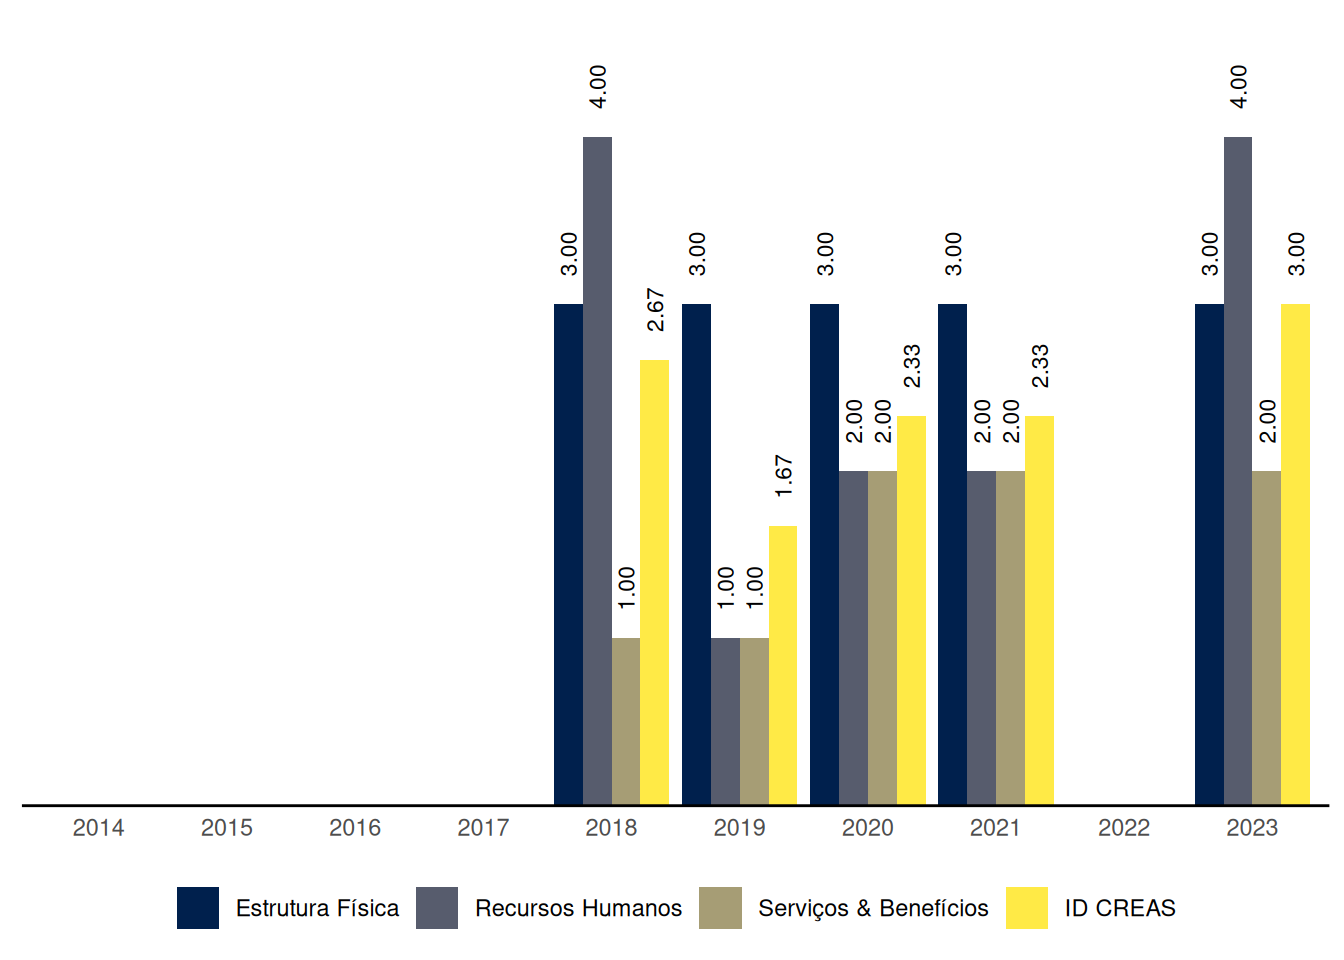 4.00 4.00
3.00 3.00 3.00 3.00 3.00 3.00
2.67
2.33 2.33
2.00 2.00 2.00 2.00 2.00
1.67
1.00 1.00 1.00
2014 2015 2016 2017 2018 2019 2020 2021 2022 2023
Estrutura Física Recursos Humanos Serviços & Benefícios ID CREAS